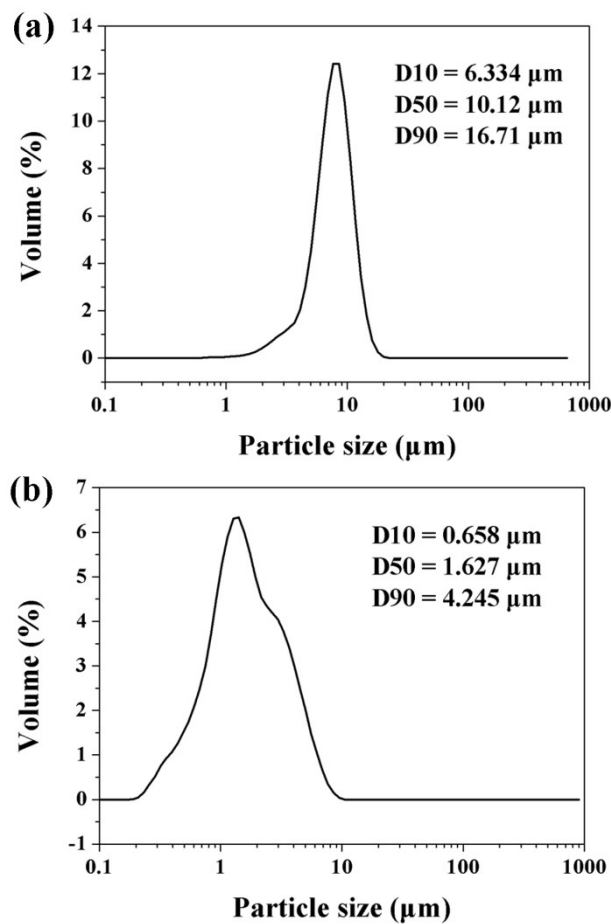 (a)
14
12
10
8
6
4
2
0
Volume (%)
D10 = 6.334 µm
D50 = 10.12 µm
D90 = 16.71 µm
0.1 1 10 100 1000
Particle size (µm)
(b)
7
6
5
4
3
2
1
0
-1
Volume (%)
D10 = 0.658 µm
D50 = 1.627 µm
D90 = 4.245 µm
0.1 1 10 100 1000
Particle size (µm)